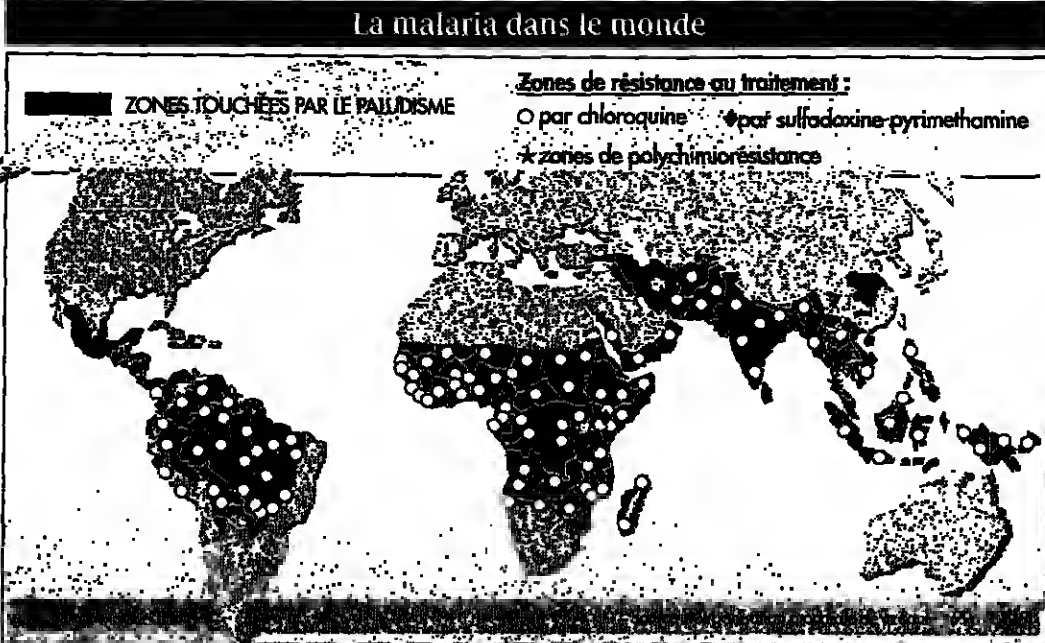 La malaria dans le monde
ZONES TOUCHÉES PAR LE PALUDISME
Zones de résistance au traitement :
par chloroquine
par sulfadoxine-pyrimethamine
zones de polychimiorésistance